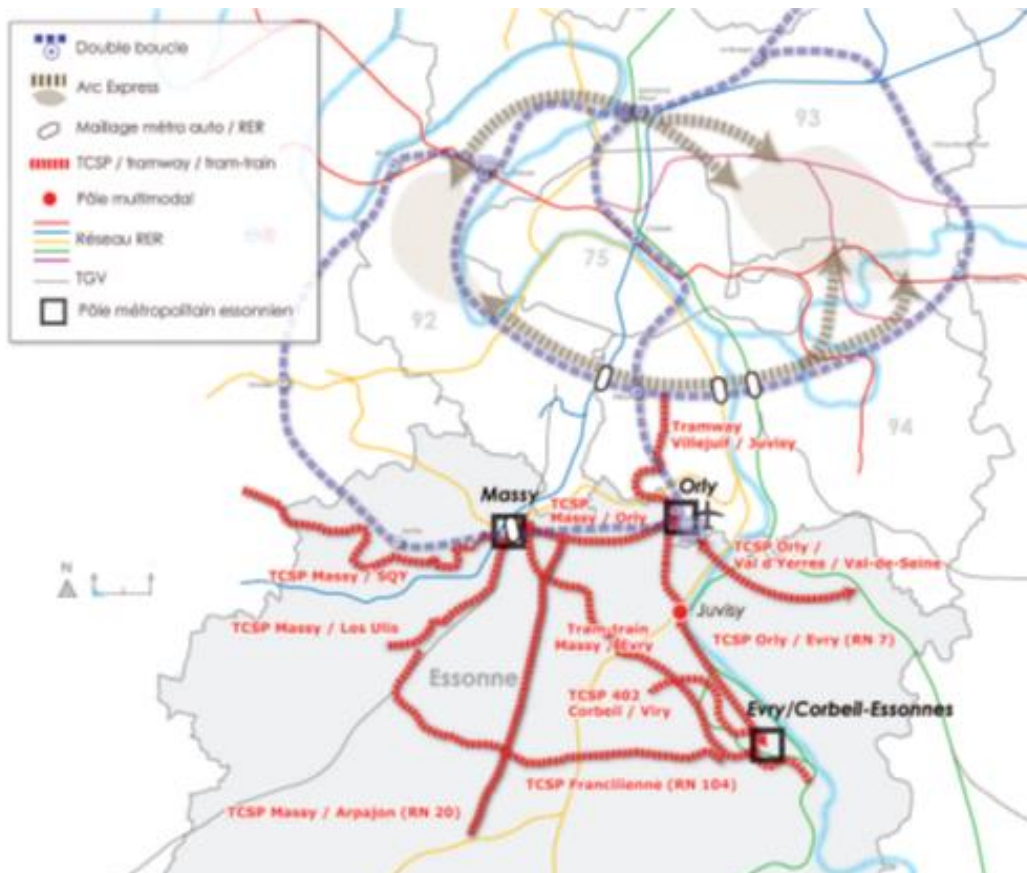 Double boucle
Arc Express
Maillage métro auto / RER
TCSP / tramway / tram-train
Pôle multimodal
Réseau RER
TGV
Pôle métropolitain essonnien
93
75
92
94
Tramway
Villejuif / Juvisy
Massy
Orly
TCSP
Massy / Orly
TCSP Orly /
Val d'Yerres / Val-de-Seine
TCSP Massy / SQY
N
Juvisy
TCSP Massy / Los Ulis
Tram-train
Massy / Evry
TCSP Orly / Evry (RN 7)
Essonne
TCSP 402
Corbeil / Viry
Evry/Corbeil-Essonnes
TCSP Francilienne (RN 104)
TCSP Massy / Arpajon (RN 20)